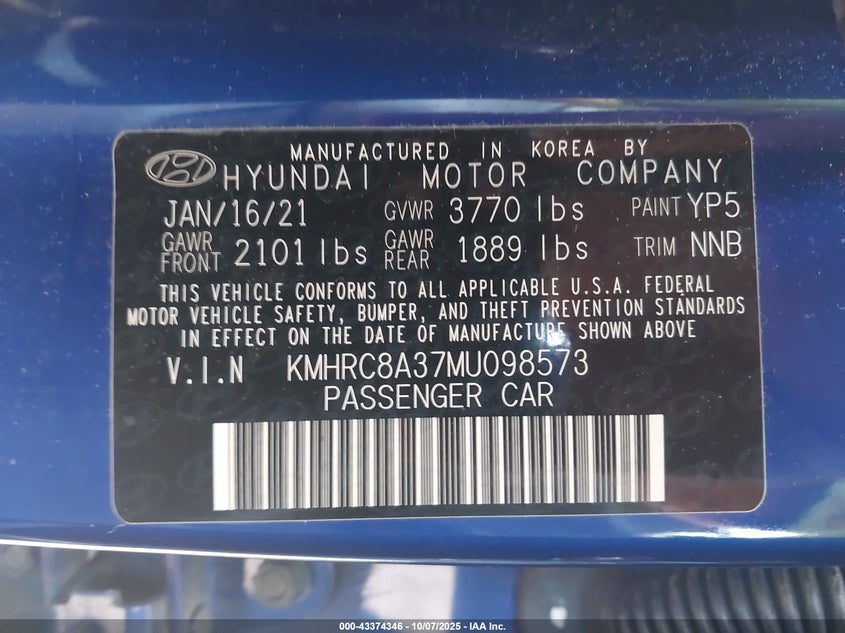 MANUFACTURED IN KOREA BY
HYUNDAI MOTOR COMPANY
JAN/16/21 GVWR 3770 lbs PAINT YP5
GAWR FRONT 2101 lbs GAWR REAR 1889 lbs TRIM NNB
THIS VEHICLE CONFORMS TO ALL APPLICABLE U.S.A. FEDERAL
MOTOR VEHICLE SAFETY, BUMPER, AND THEFT PREVENTION STANDARDS
IN EFFECT ON THE DATE OF MANUFACTURE SHOWN ABOVE
V.I.N KMHRC8A37MU098573
PASSENGER CAR
000-43374346 - 10/07/2025 - IAA Inc.